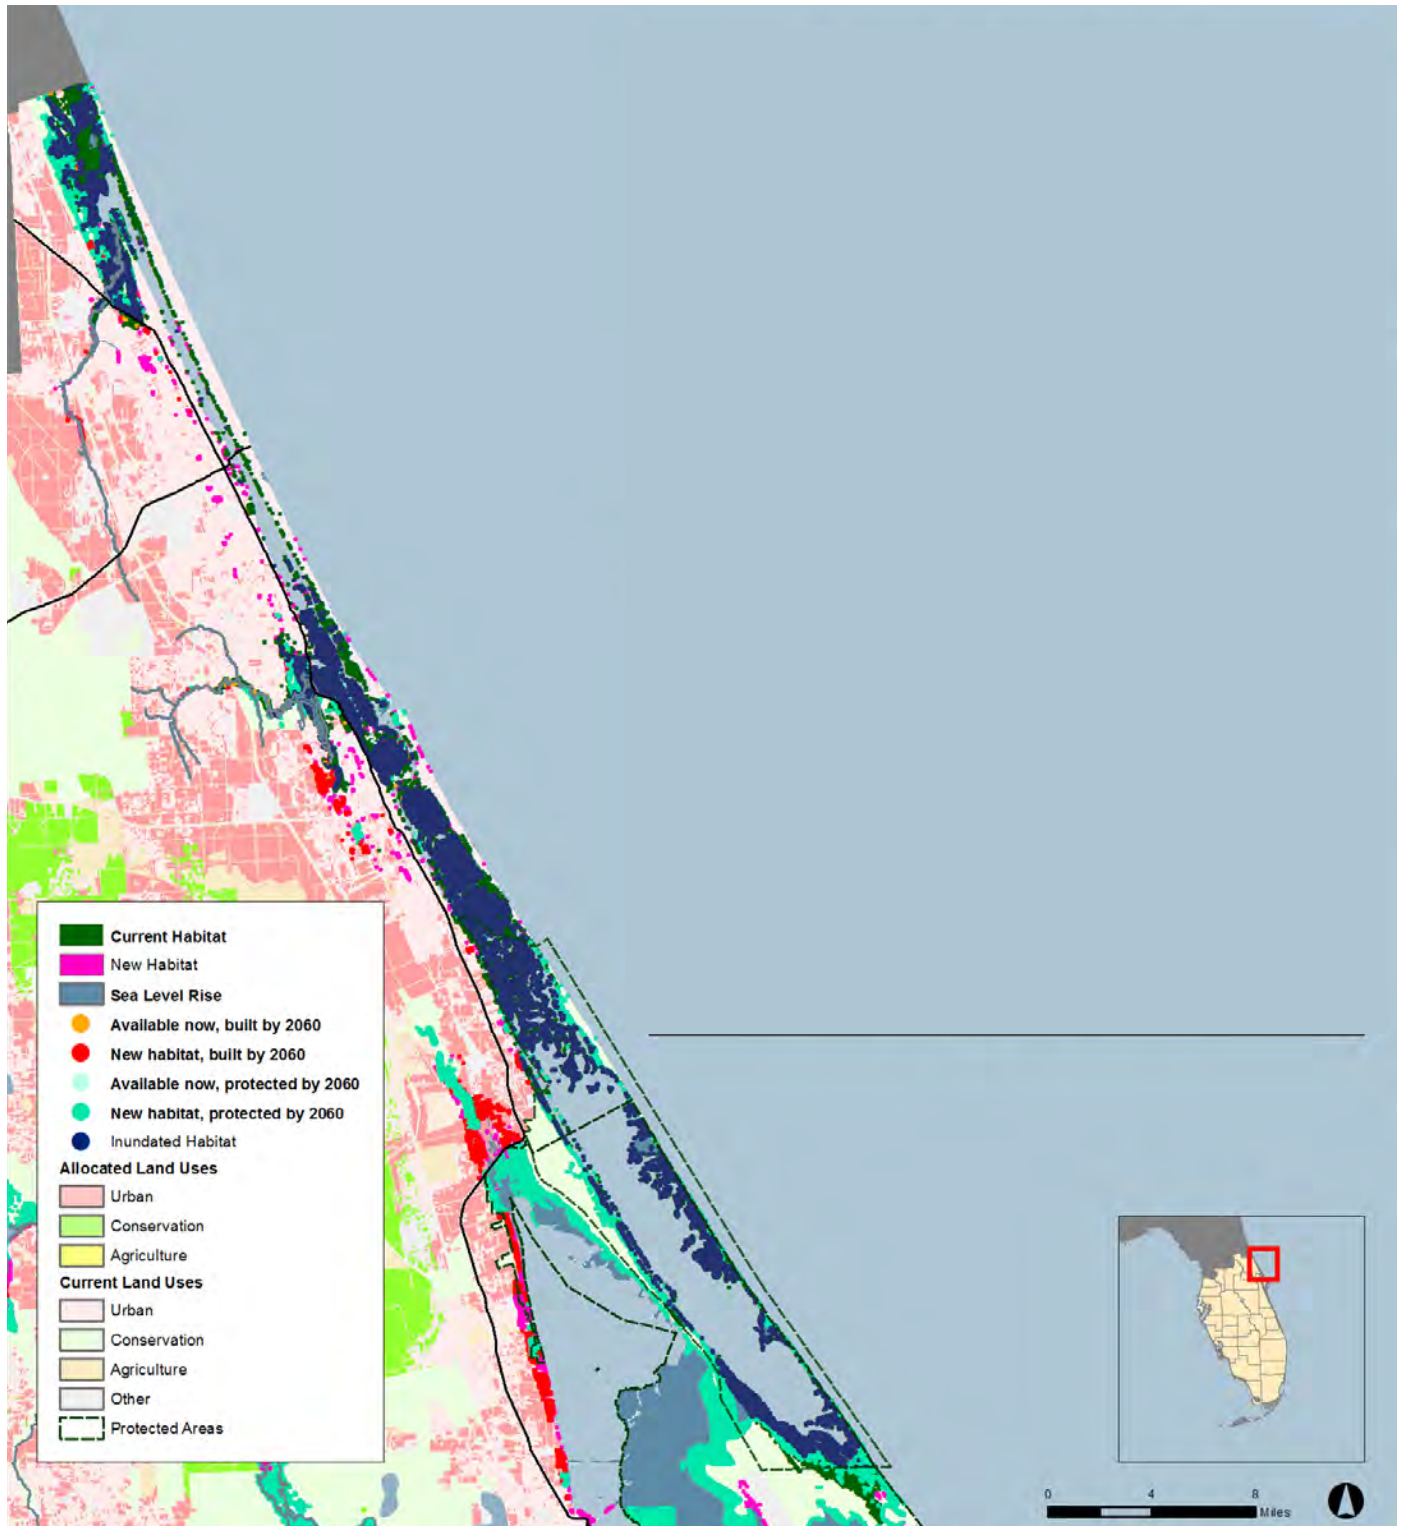 Current Habitat
New Habitat
Sea Level Rise
Available now, built by 2060
New habitat, built by 2060
Available now, protected by 2060
New habitat, protected by 2060
Inundated Habitat
Allocated Land Uses
Urban
Conservation
Agriculture
Current Land Uses
Urban
Conservation
Agriculture
Other
Protected Areas
0 4 8
Miles